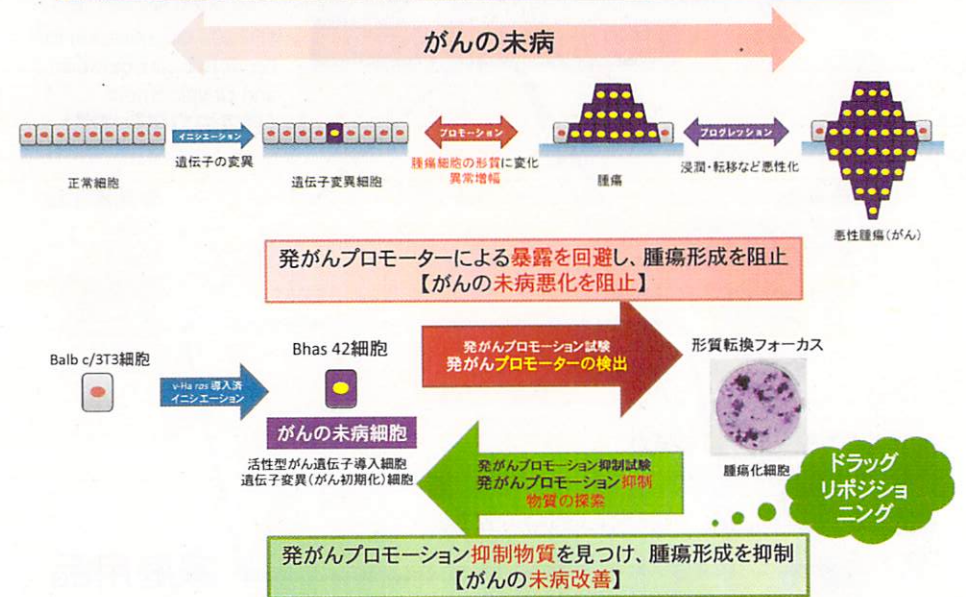 がんの未病
イニシエーション
遺伝子の変異
プロモーション
腫瘍細胞の形質に変化
異常増幅
プログレッション
浸潤・転移など悪性化
正常細胞
遺伝子変異細胞
腫瘍
悪性腫瘍(がん)
発がんプロモーターによる暴露を回避し、腫瘍形成を阻止
【がんの未病悪化を阻止】
Balb c/3T3細胞
v-Ha ras 導入済
イニシエーション
Bhas 42細胞
がんの未病細胞
活性型がん遺伝子導入細胞
遺伝子変異(がん初期化)細胞
発がんプロモーション試験
発がんプロモーターの検出
形質転換フォーカス
腫瘍化細胞
発がんプロモーション抑制試験
発がんプロモーション抑制
物質の探索
ドラッグ
リポジショ
ニング
発がんプロモーション抑制物質を見つけ、腫瘍形成を抑制
【がんの未病改善】